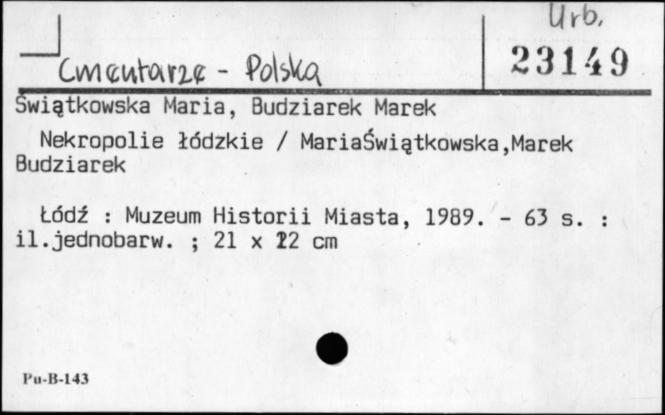 Urb.
23149
Cmentarze - Polska
Świątkowska Maria, Budziarek Marek
Nekropolie łódzkie / MariaŚwiątkowska,Marek
Budziarek
Łódź : Muzeum Historii Miasta, 1989. - 63 s. :
il.jednobarw. ; 21 x 22 cm
Pu-B-143